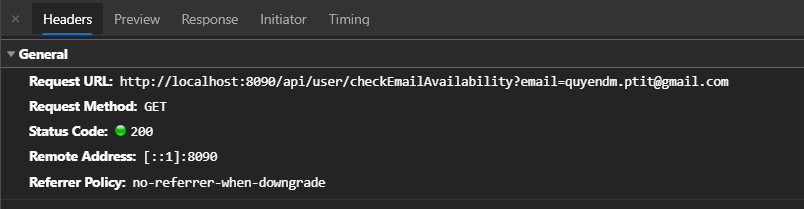 × Headers Preview Response Initiator Timing
▼ General
Request URL: http://localhost:8090/api/user/checkEmailAvailability?email=quyendm.ptit@gmail.com
Request Method: GET
Status Code: 200
Remote Address: [::1]:8090
Referrer Policy: no-referrer-when-downgrade